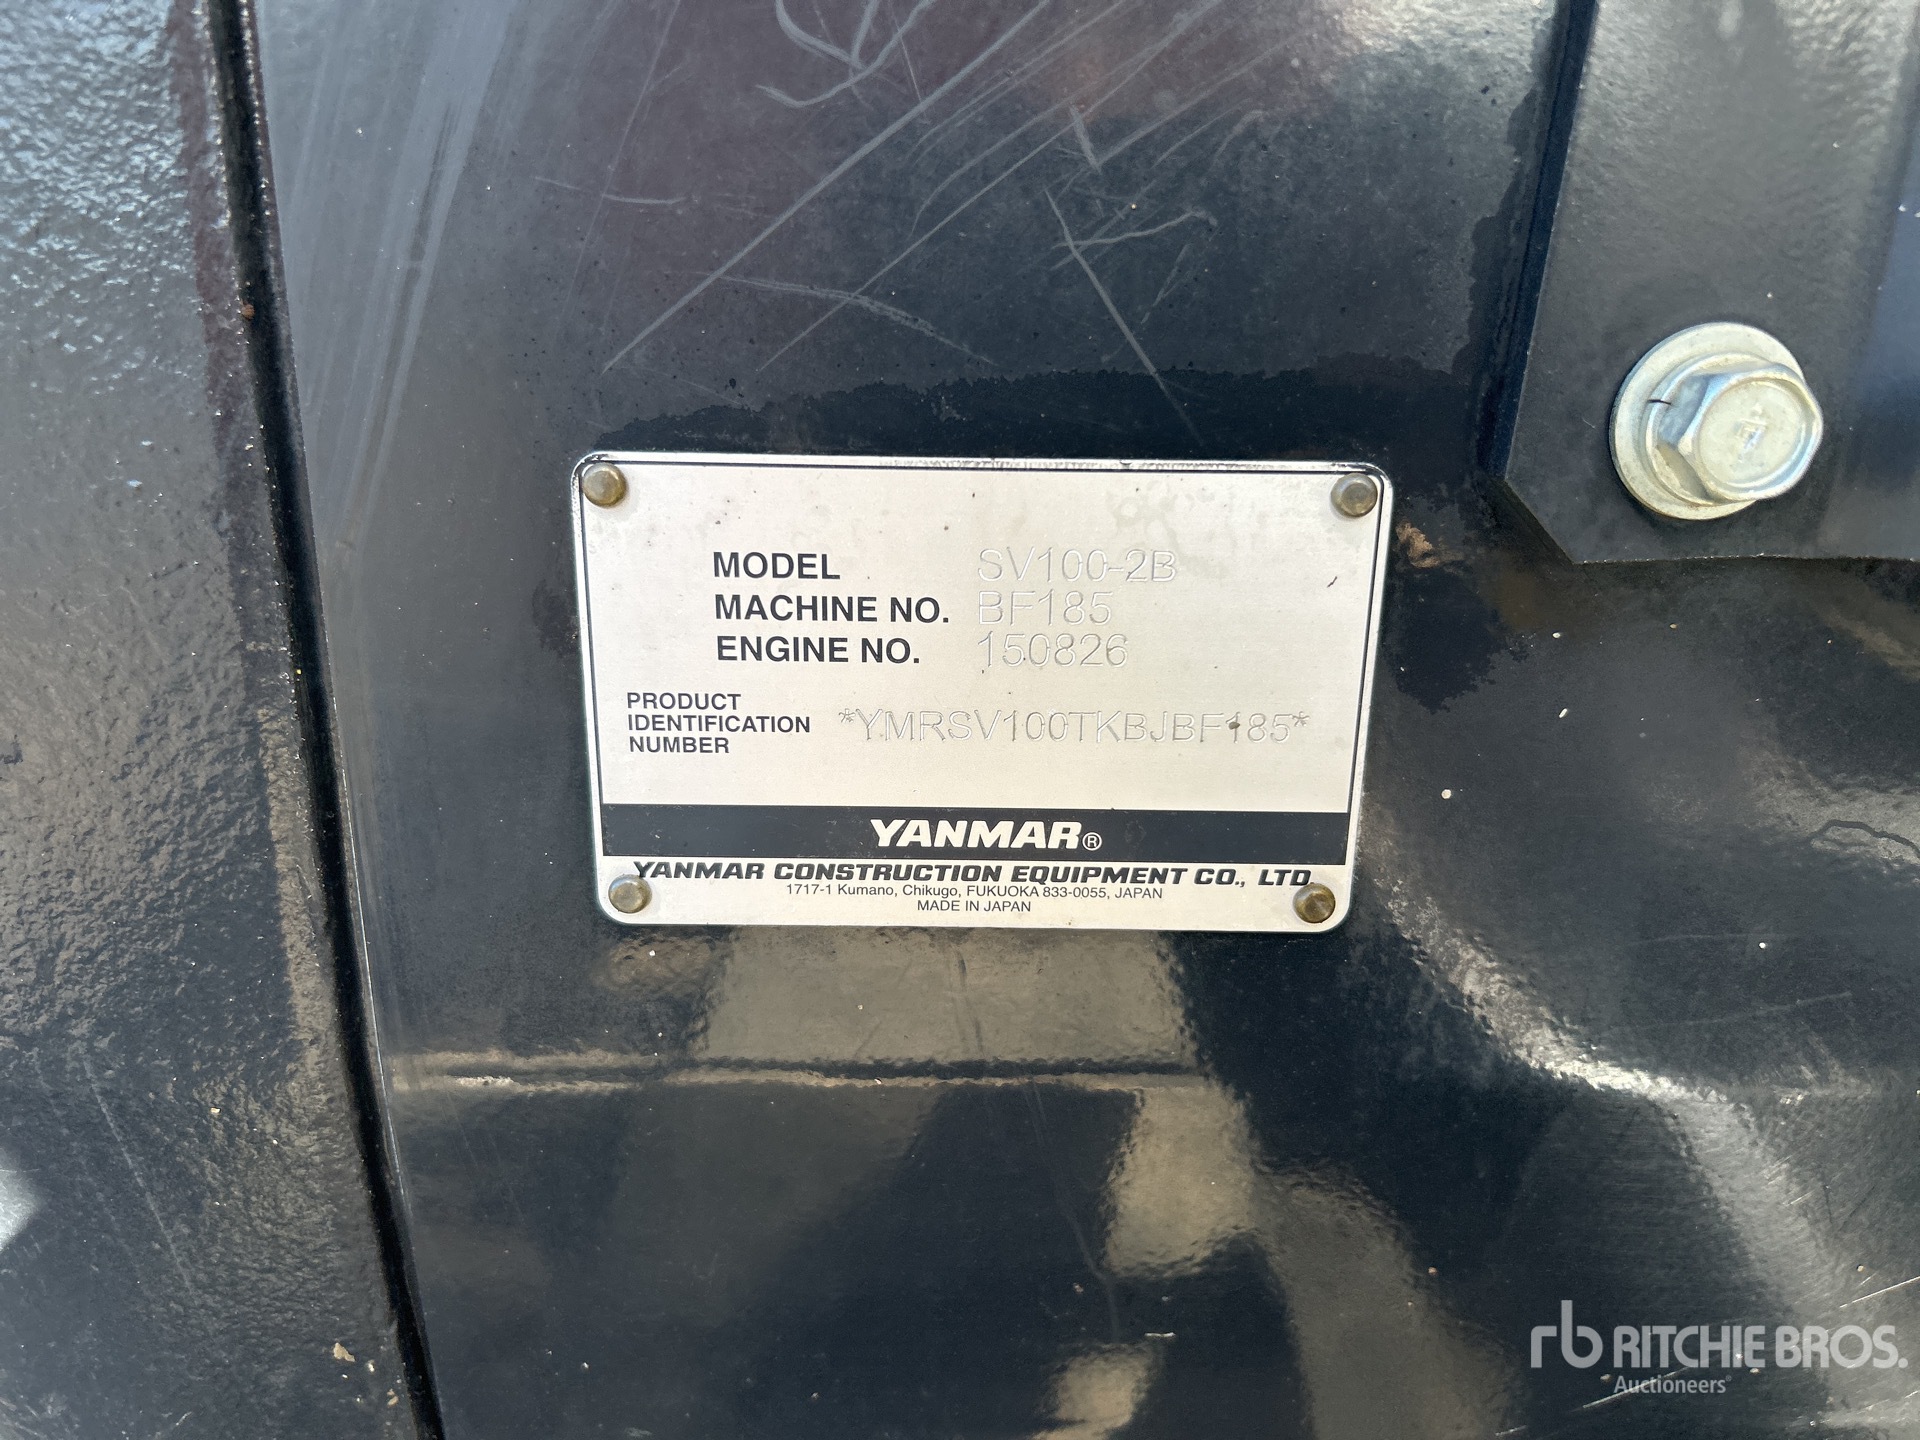 MODEL SV100-2B
MACHINE NO. BF185
ENGINE NO. 150826
PRODUCT
IDENTIFICATION *YMRSV100TKBJBF185*
NUMBER
YANMAR®
YANMAR CONSTRUCTION EQUIPMENT CO., LTD.
1717-1 Kumano, Chikugo, FUKUOKA 833-0055, JAPAN
MADE IN JAPAN
rb RITCHIE BROS.
Auctioneers